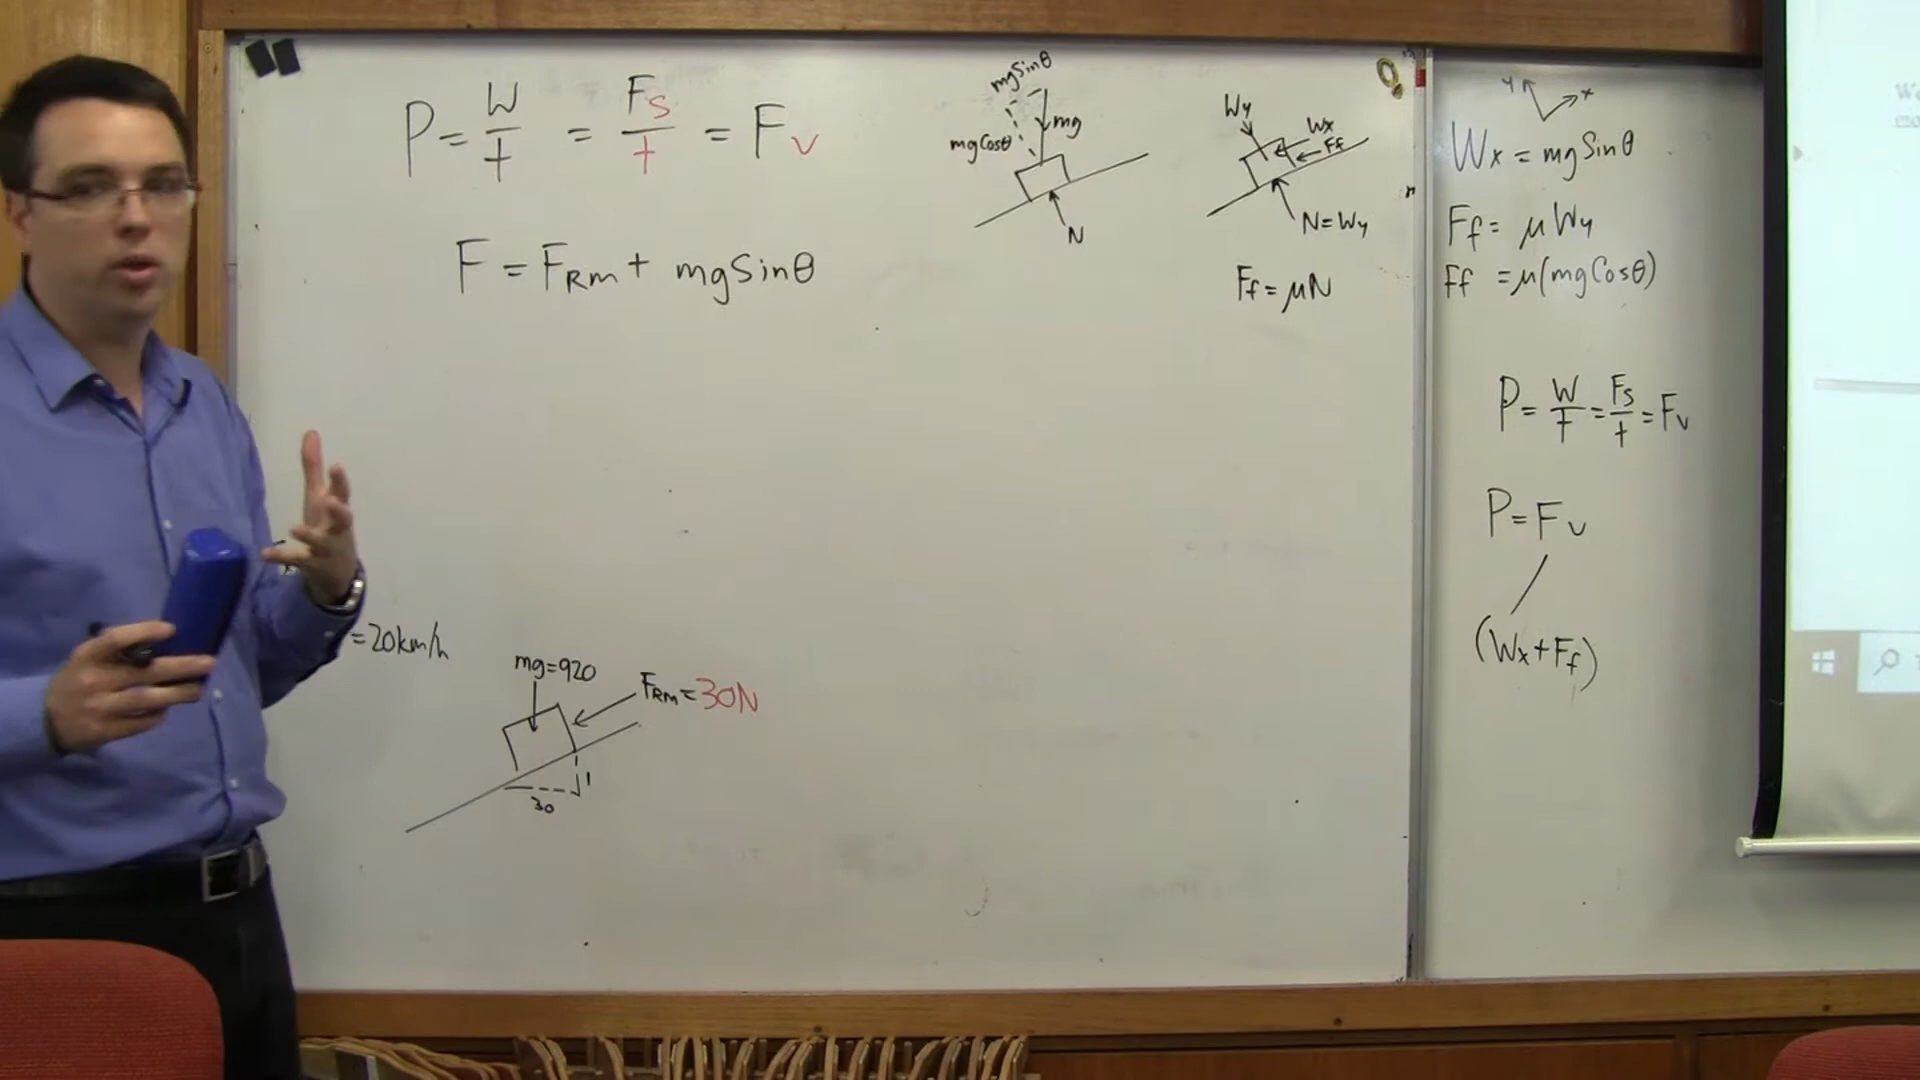 P = W/t = Fs/t = Fv
F = FRm + mgSinθ
mgSinθ
mg
mgCosθ
N
Wy
Wx
Ff
N=Wy
Ff = μN
y x
Wx = mgSinθ
Ff = μWy
Ff = μ(mgCosθ)
P = W/t = Fs/t = Fv
P = Fv
(Wx+Ff)
=20km/h
mg=920
FRm = 30N
1
30